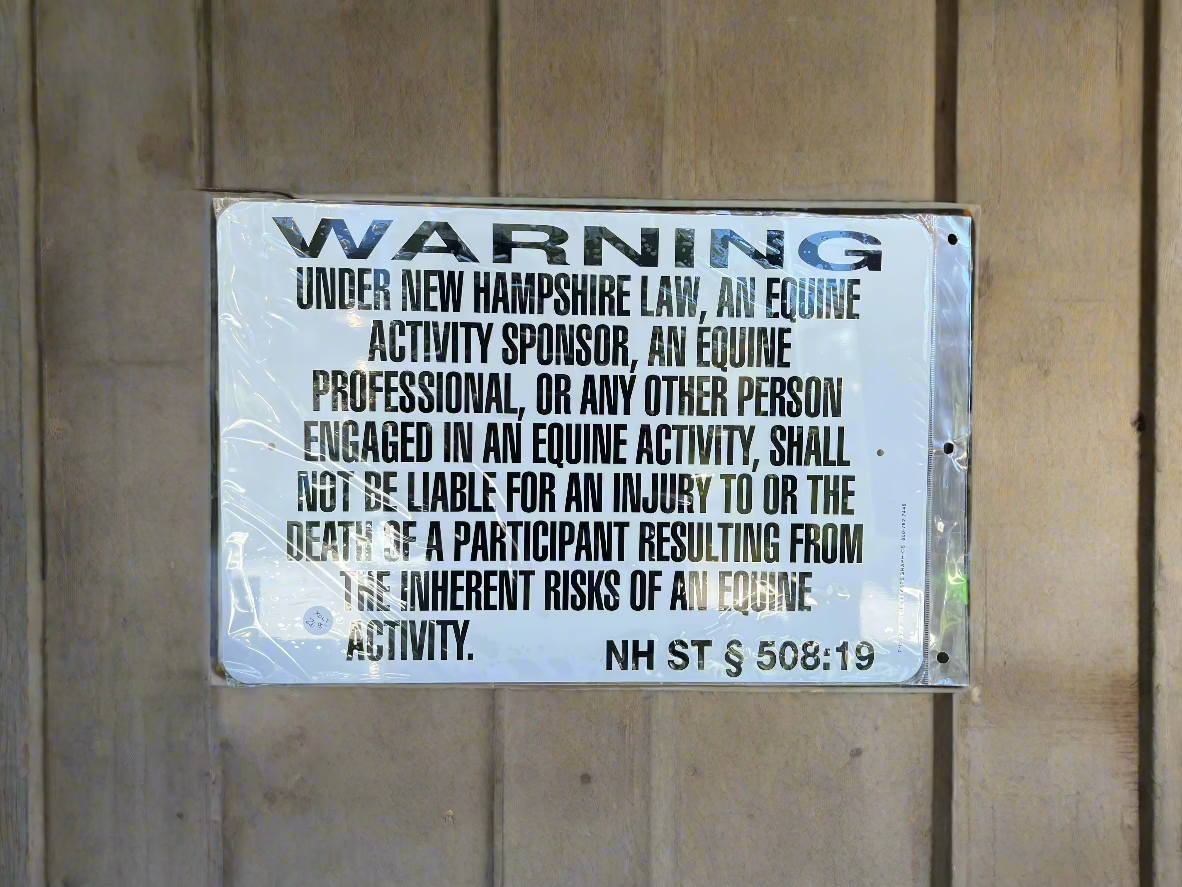 WARNING
UNDER NEW HAMPSHIRE LAW, AN EQUINE
ACTIVITY SPONSOR, AN EQUINE
PROFESSIONAL, OR ANY OTHER PERSON
ENGAGED IN AN EQUINE ACTIVITY, SHALL
NOT BE LIABLE FOR AN INJURY TO OR THE
DEATH OF A PARTICIPANT RESULTING FROM
THE INHERENT RISKS OF AN EQUINE
ACTIVITY.
NH ST § 508:19